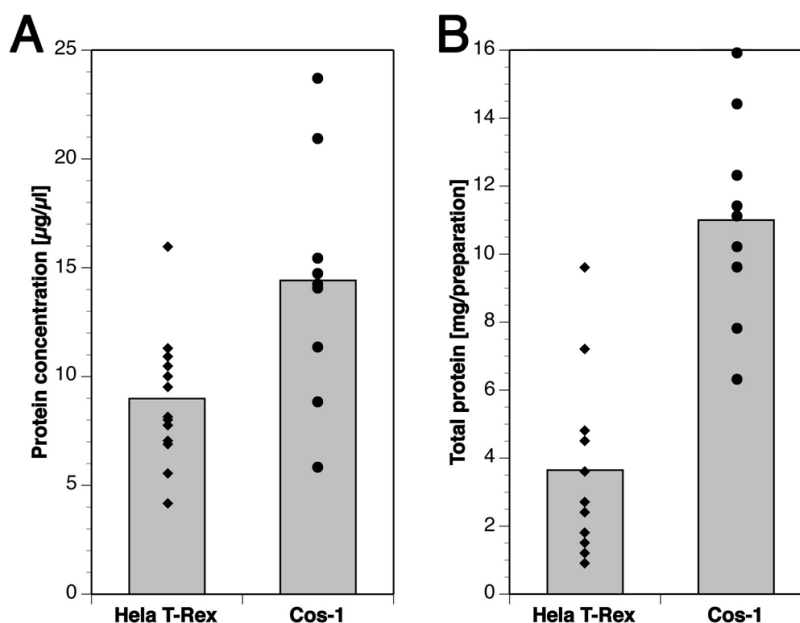 A
B
Protein concentration [µg/µl]
25
20
15
10
5
0
Hela T-Rex
Cos-1
Total protein [mg/preparation]
16
14
12
10
8
6
4
2
0
Hela T-Rex
Cos-1